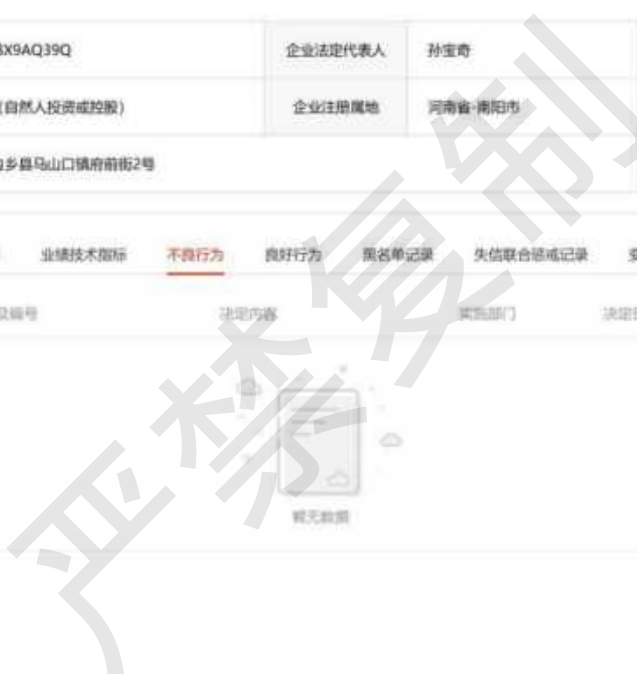 3X9AQ39Q 企业法定代表人 孙宝奇
(自然人投资或控股) 企业注册属地 河南省-南阳市
乡县马山口镇府前街2号
业绩技术指标 不良行为 良好行为 黑名单记录 失信联合惩戒记录
编号 决定内容 实施部门 决定
暂无数据
严禁复制